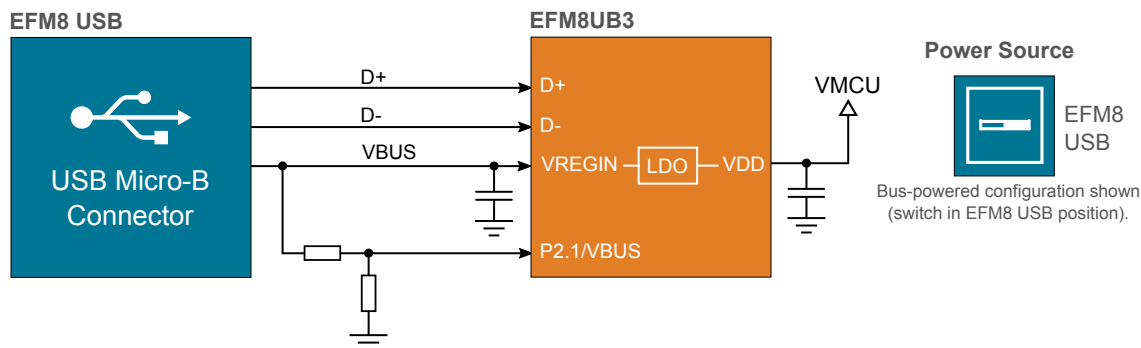 EFM8 USB
USB Micro-B
Connector
D+
D-
VBUS
EFM8UB3
D+
D-
VREGIN
LDO
VDD
P2.1/VBUS
VMCU
Power Source
EFM8
USB
Bus-powered configuration shown
(switch in EFM8 USB position).